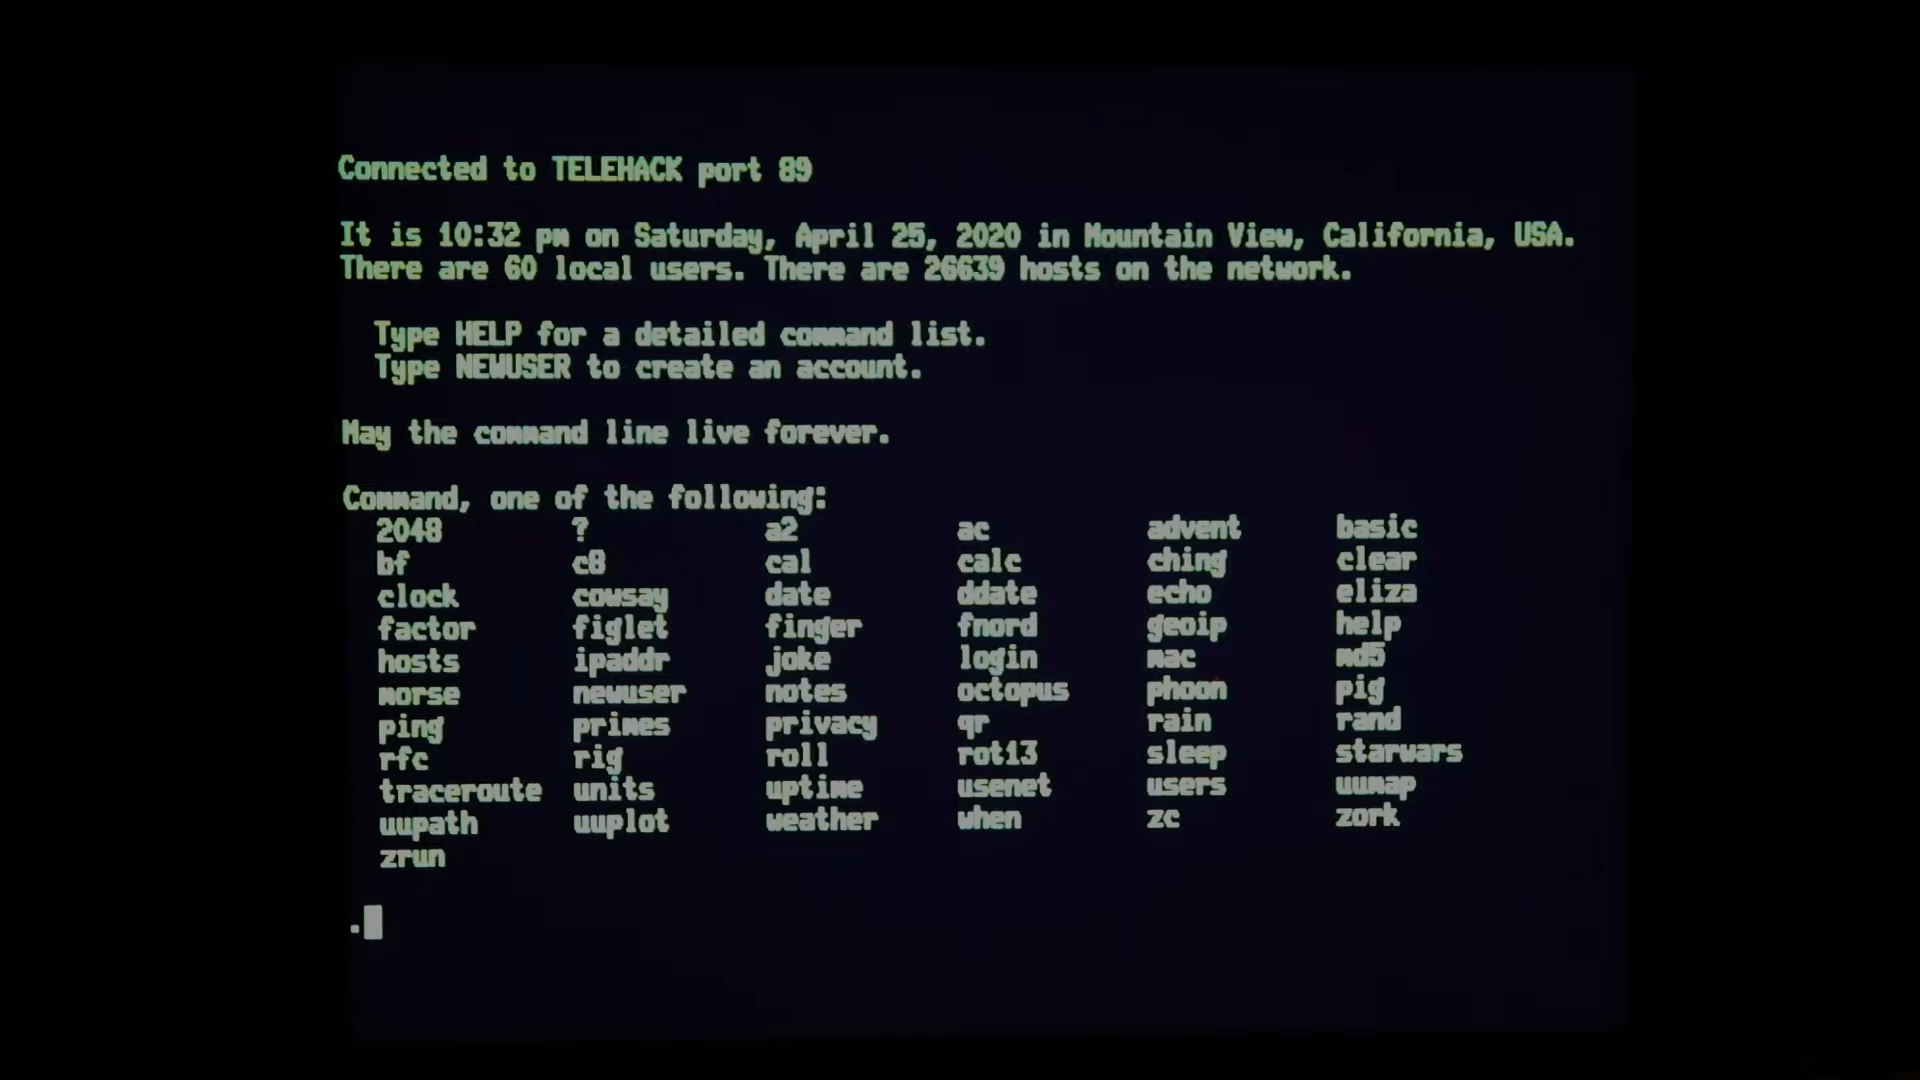 Connected to TELEHACK port 89
It is 10:32 pm on Saturday, April 25, 2020 in Mountain View, California, USA.
There are 60 local users. There are 26639 hosts on the network.
Type HELP for a detailed command list.
Type NEWUSER to create an account.
May the command line live forever.
Command, one of the following:
2048 ? a2 ac advent basic
bf c8 cal calc ching clear
clock cowsay date ddate echo eliza
factor figlet finger fnord geoip help
hosts ipaddr joke login mac md5
morse newuser notes octopus phoon pig
ping primes privacy qr rain rand
rfc rig roll rot13 sleep starwars
traceroute units uptime usenet users uumap
uupath uuplot weather when zc zork
zrun
.